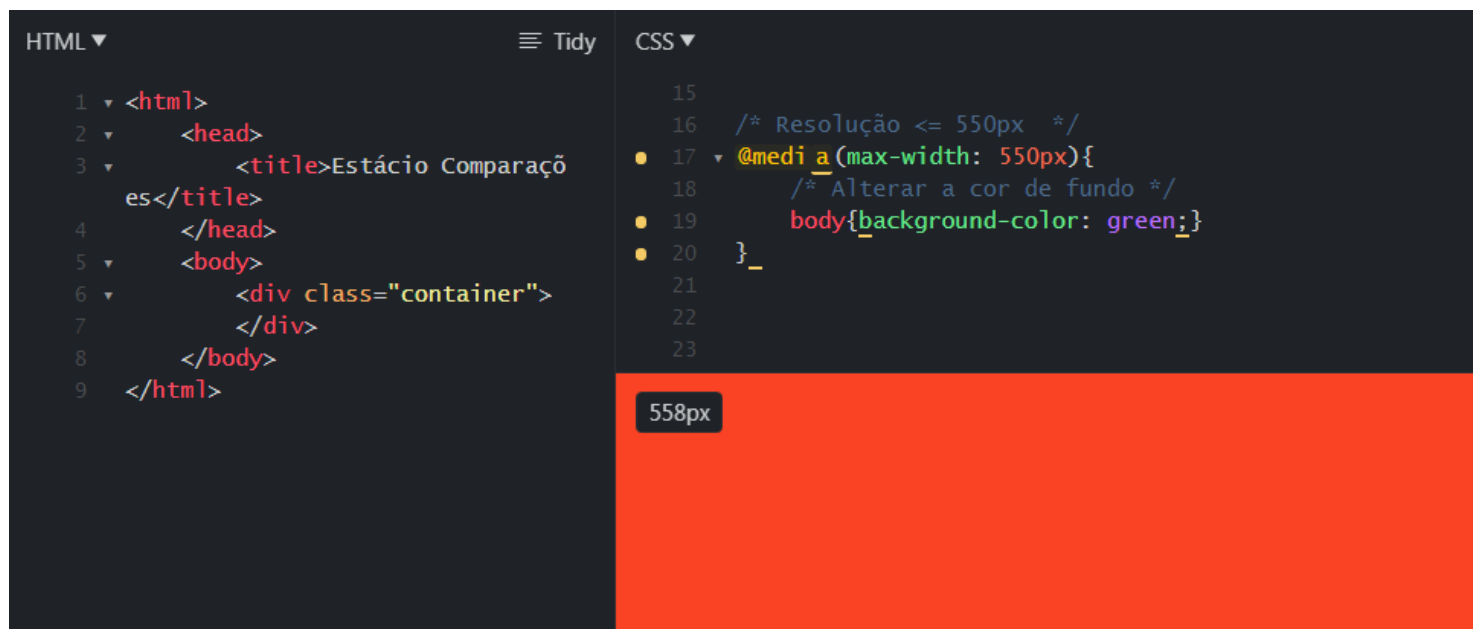 HTML▼ Tidy
1 ▾ <html>
2 ▾ <head>
3 ▾ <title>Estácio Comparaçõ
es</title>
4 </head>
5 ▾ <body>
6 ▾ <div class="container">
7 </div>
8 </body>
9 </html>
CSS▼
15
16 /* Resolução <= 550px  */
17 ▾ @media(max-width: 550px){
18 /* Alterar a cor de fundo */
19 body{background-color: green;}
20 }
21
22
23
558px